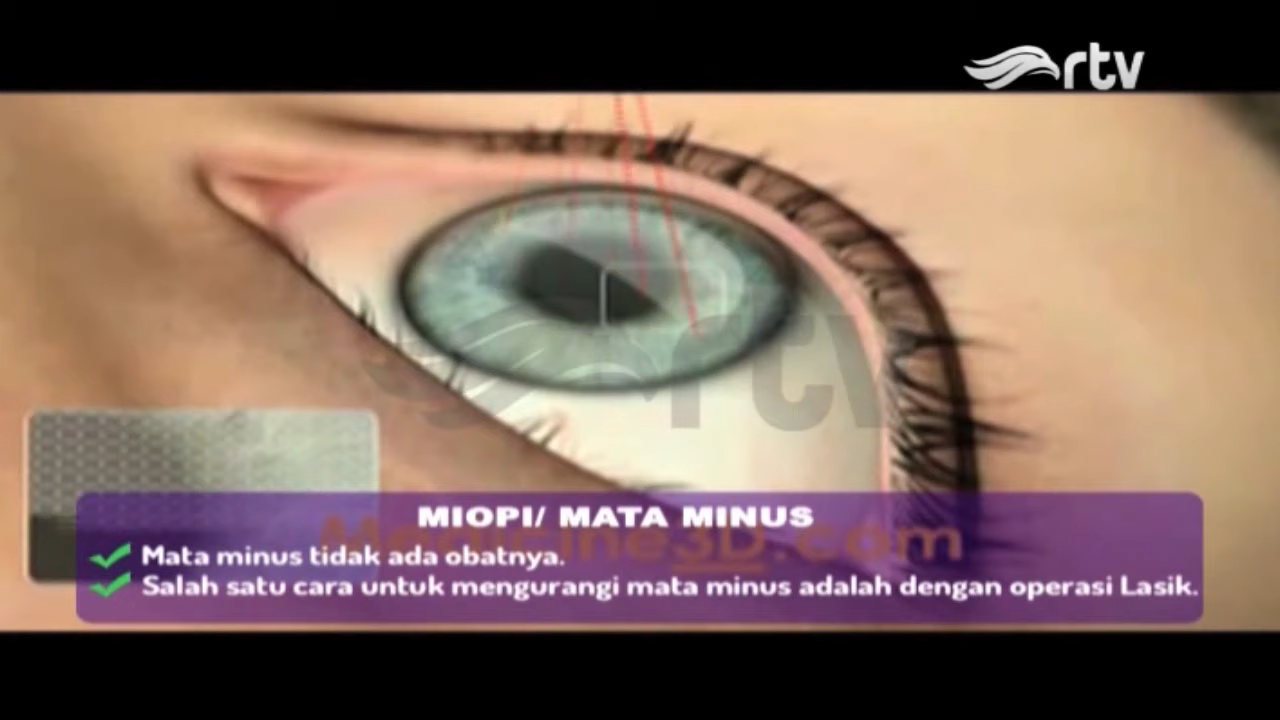 rtv
rtv
MIOPI/ MATA MINUS
Medicine3D.com
Mata minus tidak ada obatnya.
Salah satu cara untuk mengurangi mata minus adalah dengan operasi Lasik.